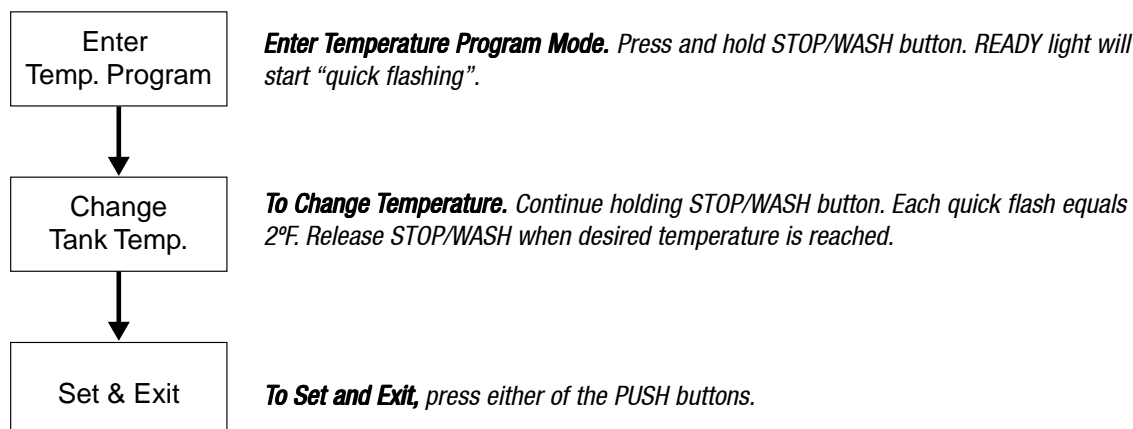 Enter
Temp. Program
Enter Temperature Program Mode. Press and hold STOP/WASH button. READY light will
start “quick flashing”.
Change
Tank Temp.
To Change Temperature. Continue holding STOP/WASH button. Each quick flash equals
2ºF. Release STOP/WASH when desired temperature is reached.
Set & Exit
To Set and Exit, press either of the PUSH buttons.